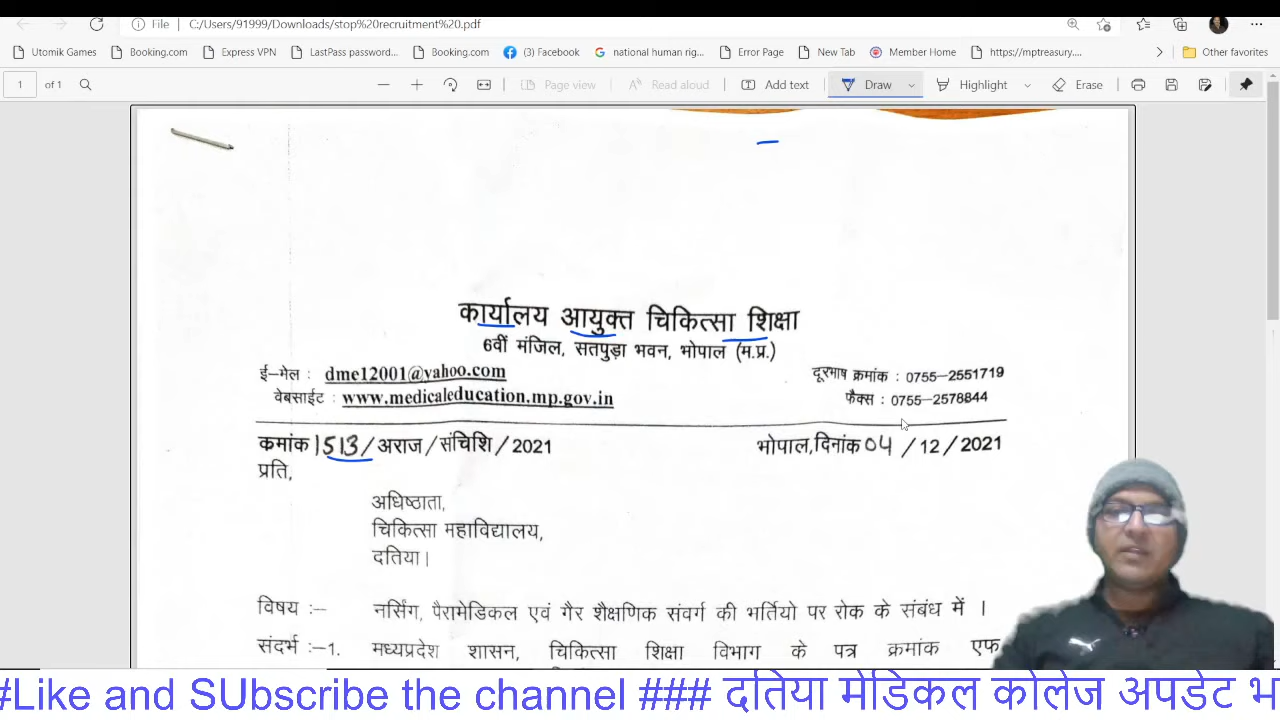 File C:/Users/91999/Downloads/stop%20recruitment%20.pdf
Utomik Games Booking.com Express VPN LastPass password... Booking.com (3) Facebook national human rig... Error Page New Tab Member Home https://mptreasury.... Other favorites
1 of 1 Page view Read aloud Add text Draw Highlight Erase
कार्यालय आयुक्त चिकित्सा शिक्षा
6वीं मंजिल, सतपुड़ा भवन, भोपाल (म.प्र.)
ई–मेल : dme12001@yahoo.com दूरभाष क्रमांक : 0755–2551719
वेबसाईट : www.medicaleducation.mp.gov.in फैक्स : 0755–2578844
कमांक 1513/अराज/संचिशि/2021 भोपाल,दिनांक 04/12/2021
प्रति,
अधिष्ठाता,
चिकित्सा महाविद्यालय,
दतिया।
विषय :– नर्सिंग, पैरामेडिकल एवं गैर शैक्षणिक संवर्ग की भर्तियो पर रोक के संबंध में ।
संदर्भ :–1. मध्यप्रदेश शासन, चिकित्सा शिक्षा विभाग के पत्र क्रमांक एफ
#Like and SUbscribe the channel ### दतिया मेडिकल कोलेज अपडेट भ